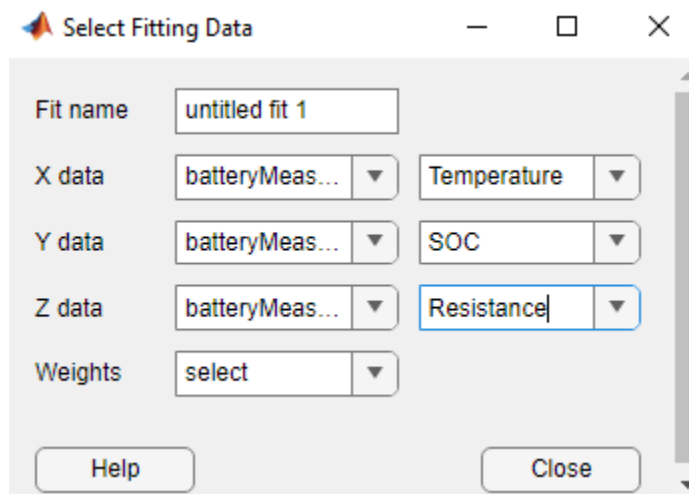 Select Fitting Data
Fit name untitled fit 1
X data batteryMeas... Temperature
Y data batteryMeas... SOC
Z data batteryMeas... Resistance
Weights select
Help Close